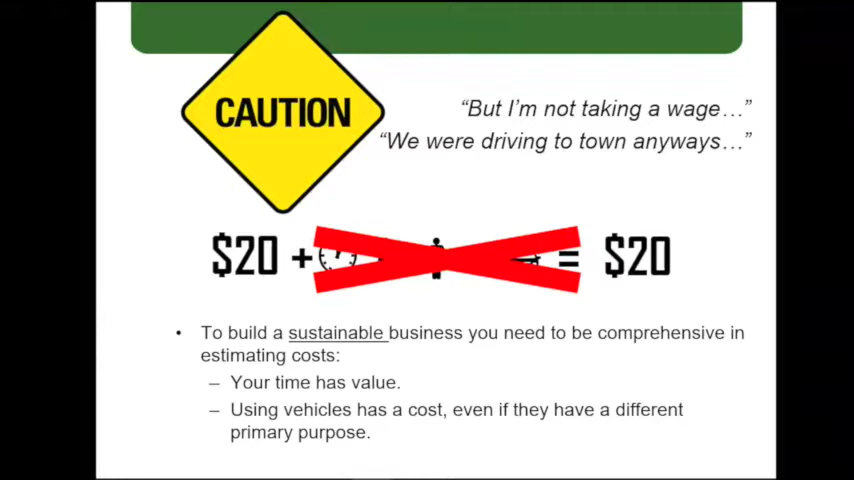 CAUTION
“But I’m not taking a wage…”
“We were driving to town anyways…”
$20 + = $20
• To build a sustainable business you need to be comprehensive in
estimating costs:
– Your time has value.
– Using vehicles has a cost, even if they have a different
primary purpose.